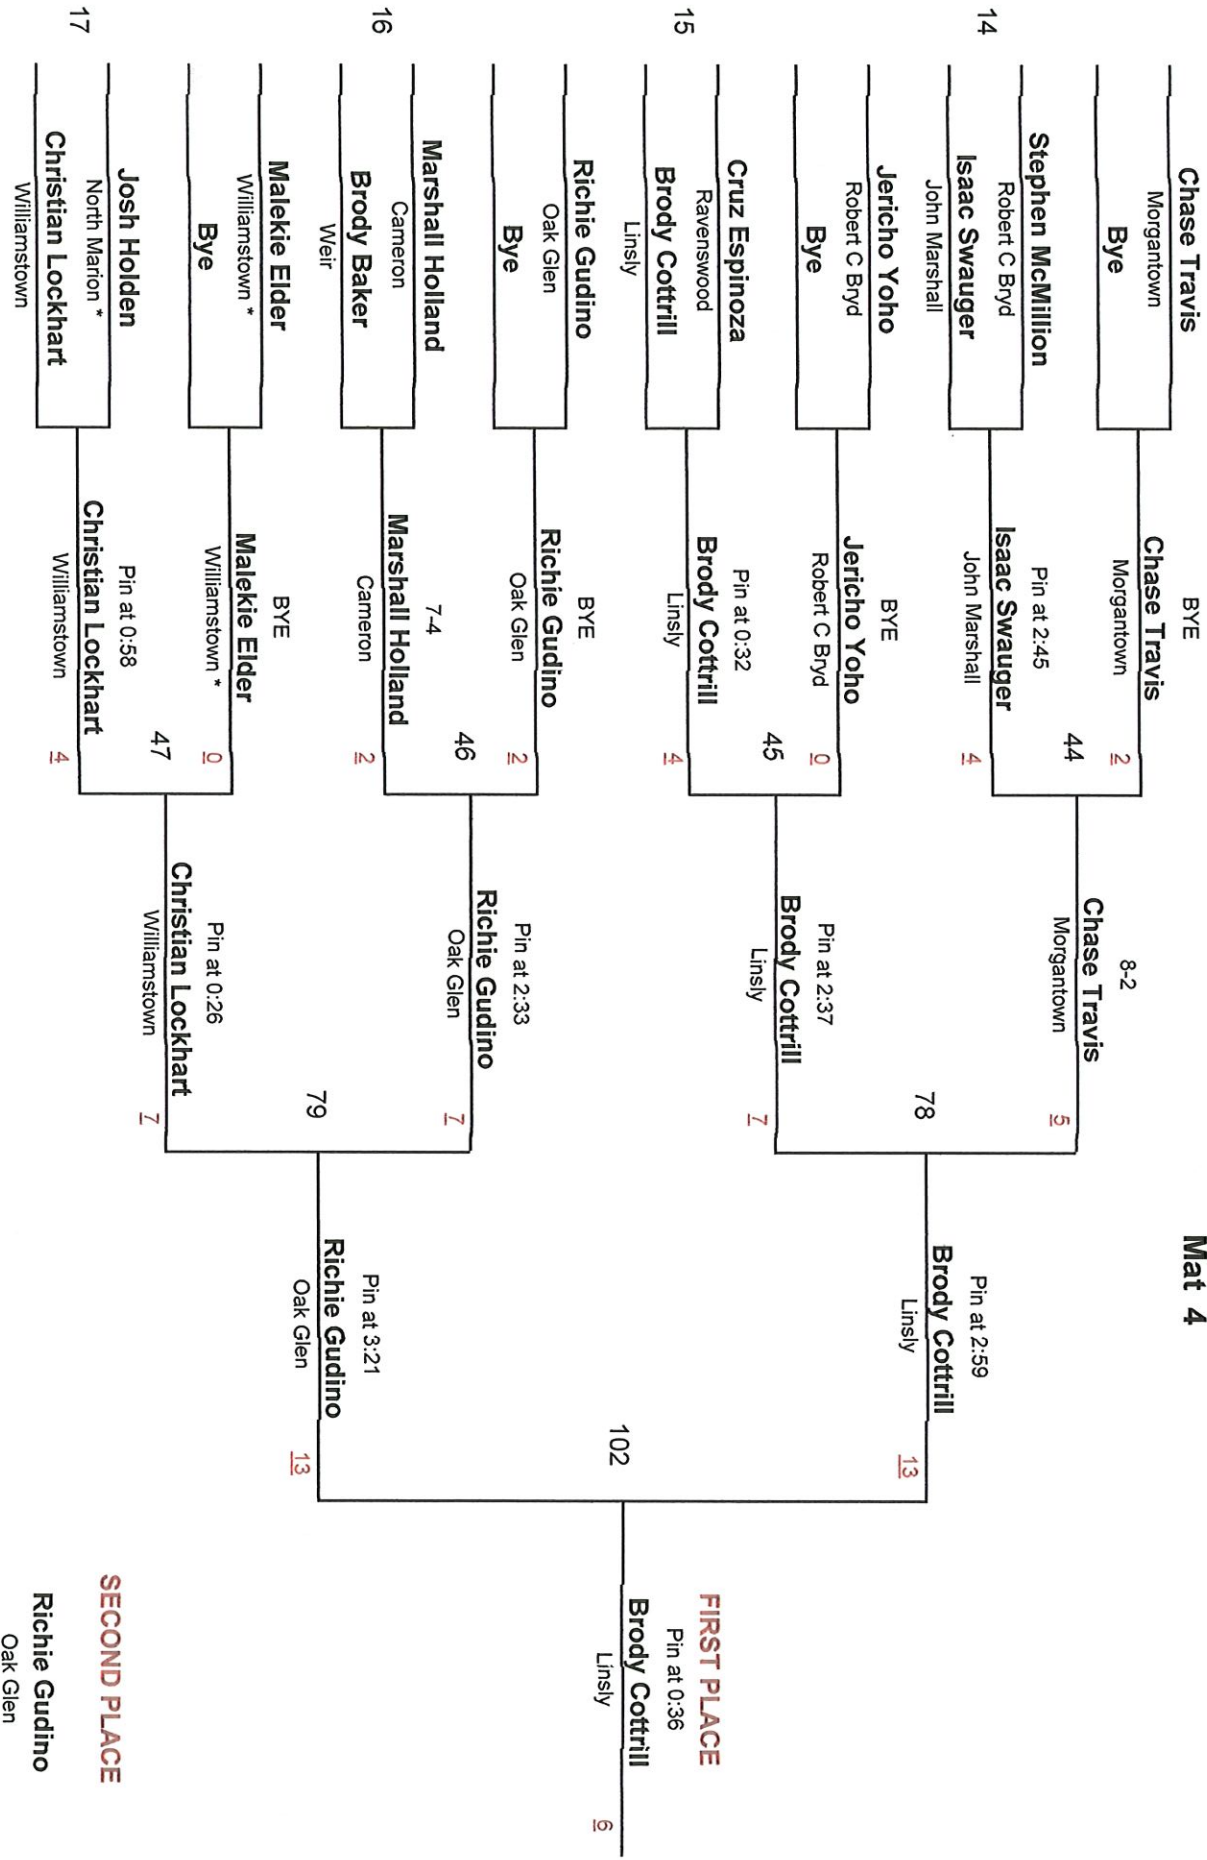 Mat 4
Chase Travis
Morgantown
Bye
14
Stephen McMillion
Robert C Bryd
Isaac Swauger
John Marshall
Jericho Yoho
Robert C Bryd
Bye
15
Cruz Espinoza
Ravenswood
Brody Cottrill
Linsly
Richie Gudino
Oak Glen
Bye
16
Marshall Holland
Cameron
Brody Baker
Weir
Malekie Elder
Williamstown *
Bye
17
Josh Holden
North Marion *
Christian Lockhart
Williamstown
BYE
Chase Travis
Morgantown
2
44
Pin at 2:45
Isaac Swauger
John Marshall
4
BYE
Jericho Yoho
Robert C Bryd
0
45
Pin at 0:32
Brody Cottrill
Linsly
4
BYE
Richie Gudino
Oak Glen
2
46
7-4
Marshall Holland
Cameron
2
BYE
Malekie Elder
Williamstown *
0
47
Pin at 0:58
Christian Lockhart
Williamstown
4
8-2
Chase Travis
Morgantown
5
78
Pin at 2:37
Brody Cottrill
Linsly
7
Pin at 2:33
Richie Gudino
Oak Glen
7
79
Pin at 0:26
Christian Lockhart
Williamstown
7
Pin at 2:59
Brody Cottrill
Linsly
13
102
Pin at 3:21
Richie Gudino
Oak Glen
13
FIRST PLACE
Pin at 0:36
Brody Cottrill
Linsly
6
SECOND PLACE
Richie Gudino
Oak Glen